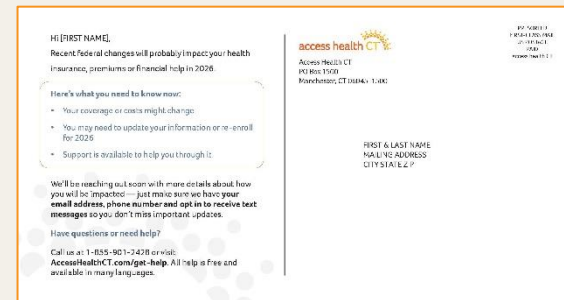 Hi [FIRST NAME],
Recent federal changes will probably impact your health
insurance, premiums or financial help in 2026.
Here's what you need to know now:
• Your coverage or costs might change
• You may need to update your information or re-enroll
for 2026
• Support is available to help you through it
We'll be reaching out soon with more details about how
you will be impacted — just make sure we have your
email address, phone number and opt in to receive text
messages so you don't miss important updates.
Have questions or need help?
Call us at 1-855-901-2428 or visit
AccessHealthCT.com/get-help. All help is free and
available in many languages.
access health CT
Access Health CT
PO Box 1500
Manchester, CT 06045-1500
FIRST & LAST NAME
MAILING ADDRESS
CITY STATE ZIP
PAID
Access Health CT